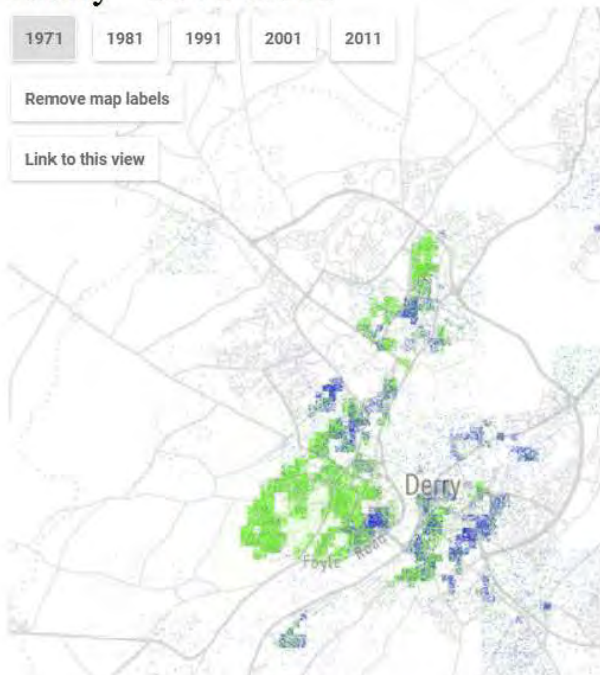 1971 1981 1991 2001 2011
Remove map labels
Link to this view
Derry
Foyle Road